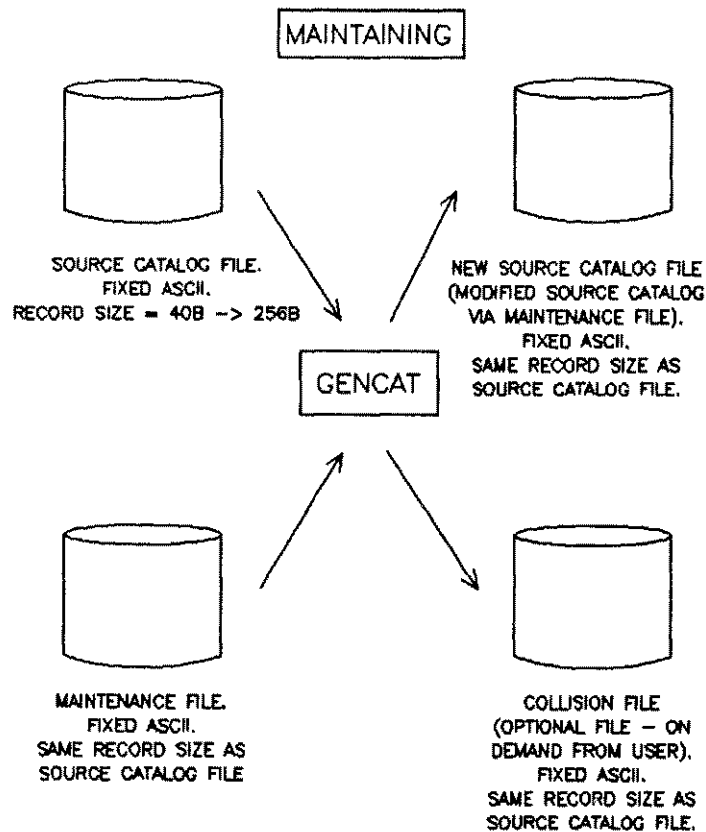 MAINTAINING
SOURCE CATALOG FILE.
FIXED ASCII.
RECORD SIZE = 40B -> 256B
NEW SOURCE CATALOG FILE
(MODIFIED SOURCE CATALOG
VIA MAINTENANCE FILE).
FIXED ASCII.
SAME RECORD SIZE AS
SOURCE CATALOG FILE.
GENCAT
MAINTENANCE FILE.
FIXED ASCII.
SAME RECORD SIZE AS
SOURCE CATALOG FILE
COLLISION FILE
(OPTIONAL FILE - ON
DEMAND FROM USER).
FIXED ASCII.
SAME RECORD SIZE AS
SOURCE CATALOG FILE.